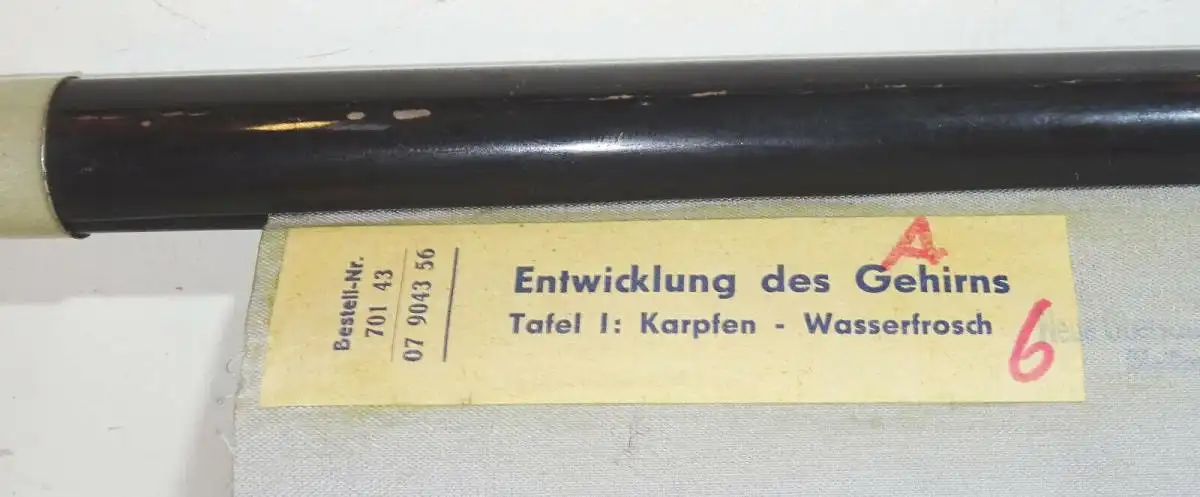 Bestell-Nr.
701 43
07 9043 56
A
Entwicklung des Gehirns
Tafel I: Karpfen - Wasserfrosch
6